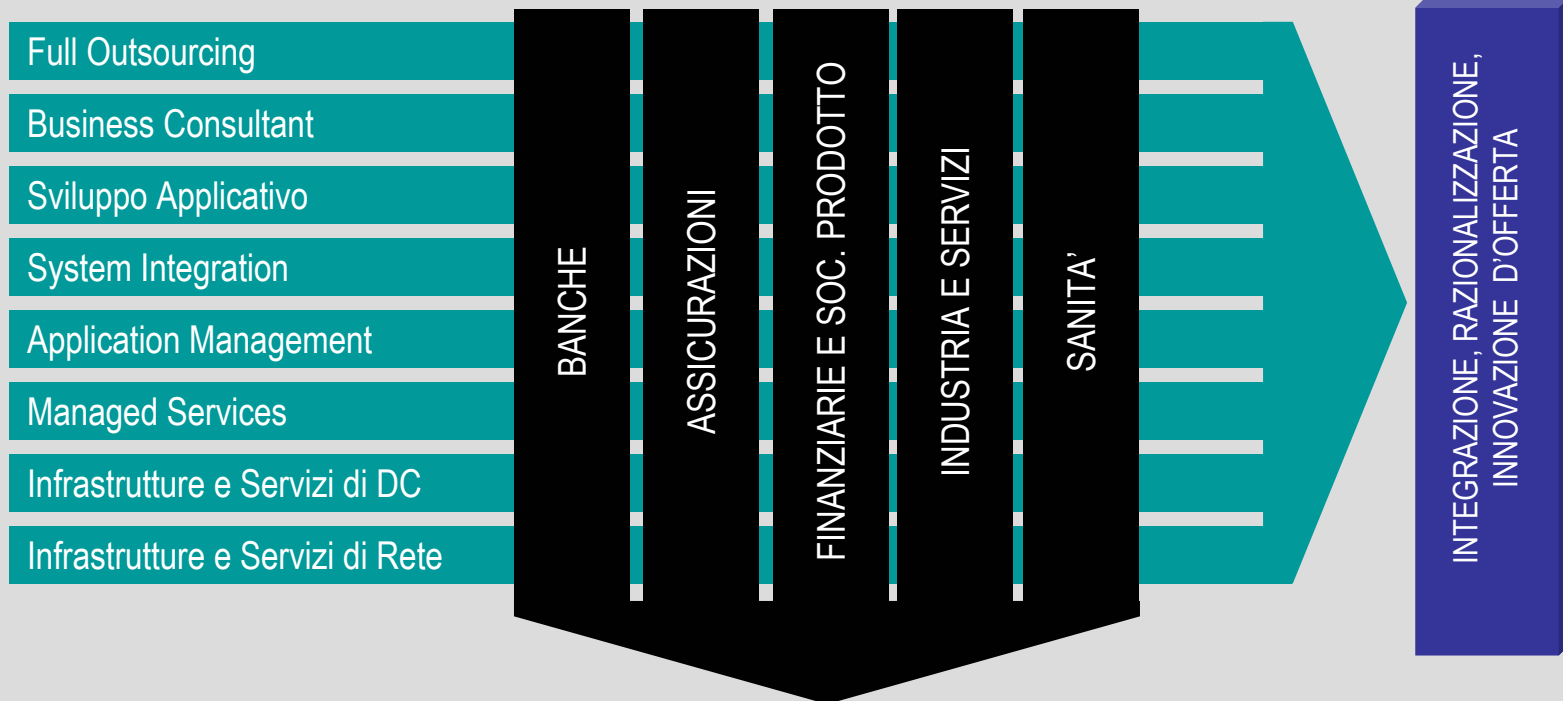 Full Outsourcing
Business Consultant
Sviluppo Applicativo
System Integration
Application Management
Managed Services
Infrastrutture e Servizi di DC
Infrastrutture e Servizi di Rete
BANCHE
ASSICURAZIONI
FINANZIARIE E SOC. PRODOTTO
INDUSTRIA E SERVIZI
SANITA’
INTEGRAZIONE, RAZIONALIZZAZIONE,
INNOVAZIONE D’OFFERTA